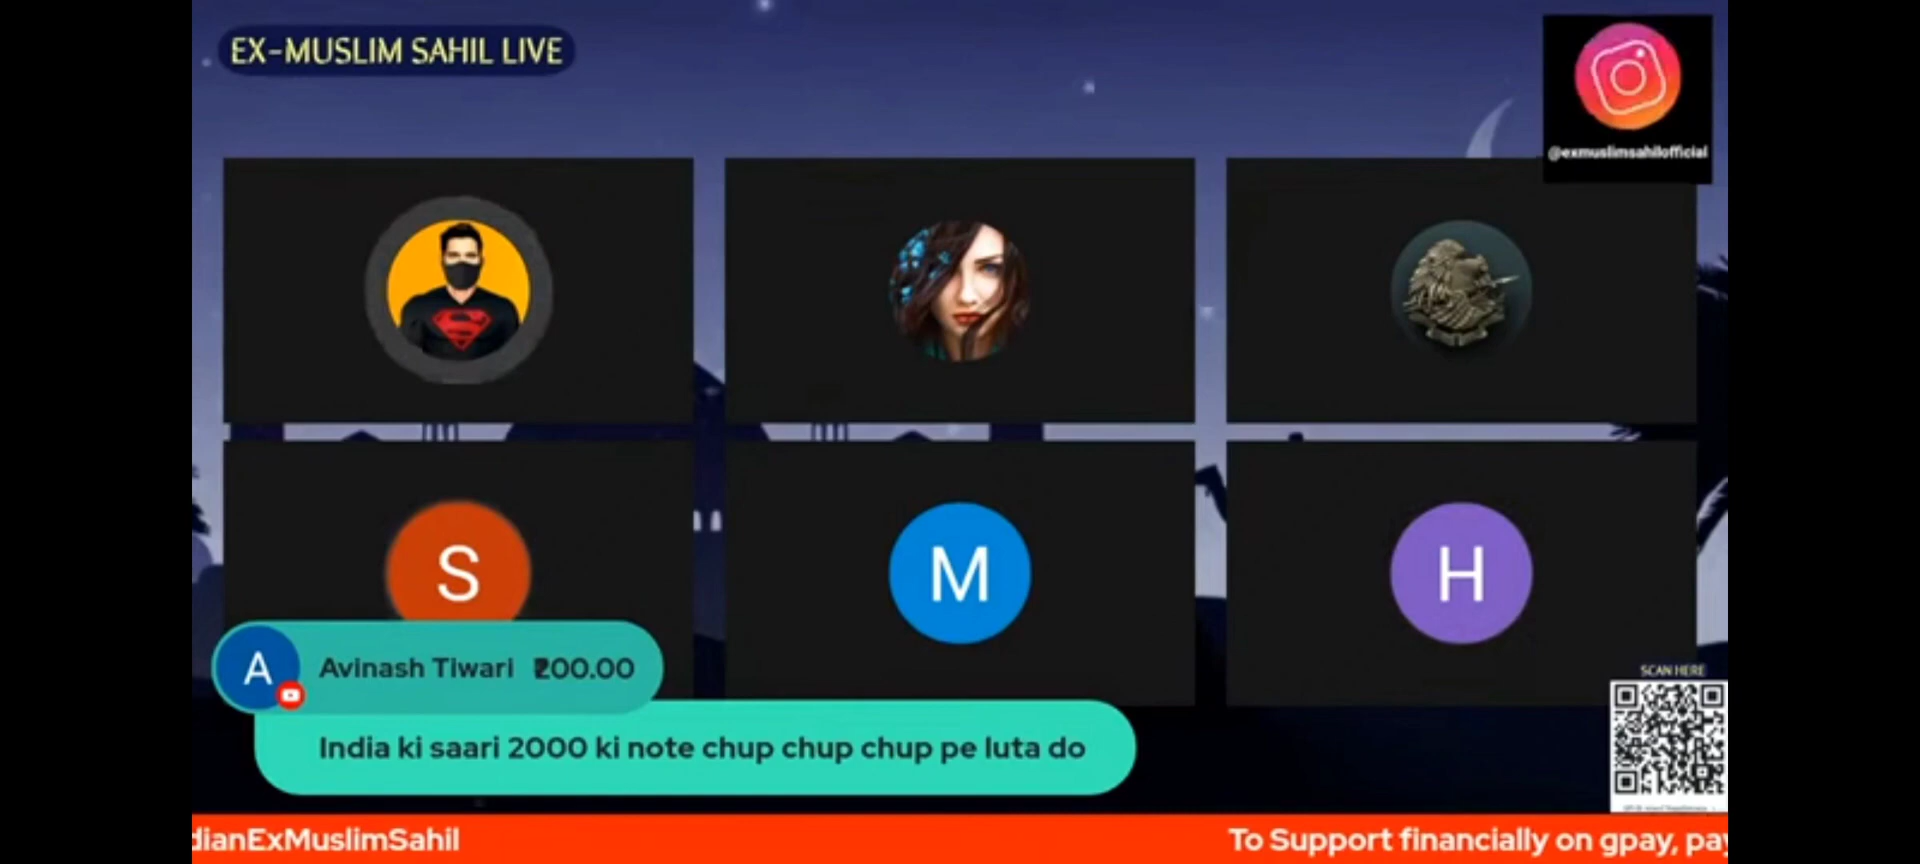 EX-MUSLIM SAHIL LIVE
@exmuslimsahilofficial
S
M
H
A
Avinash Tiwari ₹200.00
India ki saari 2000 ki note chup chup chup pe luta do
SCAN HERE
dianExMuslimSahil
To Support financially on gpay, pay